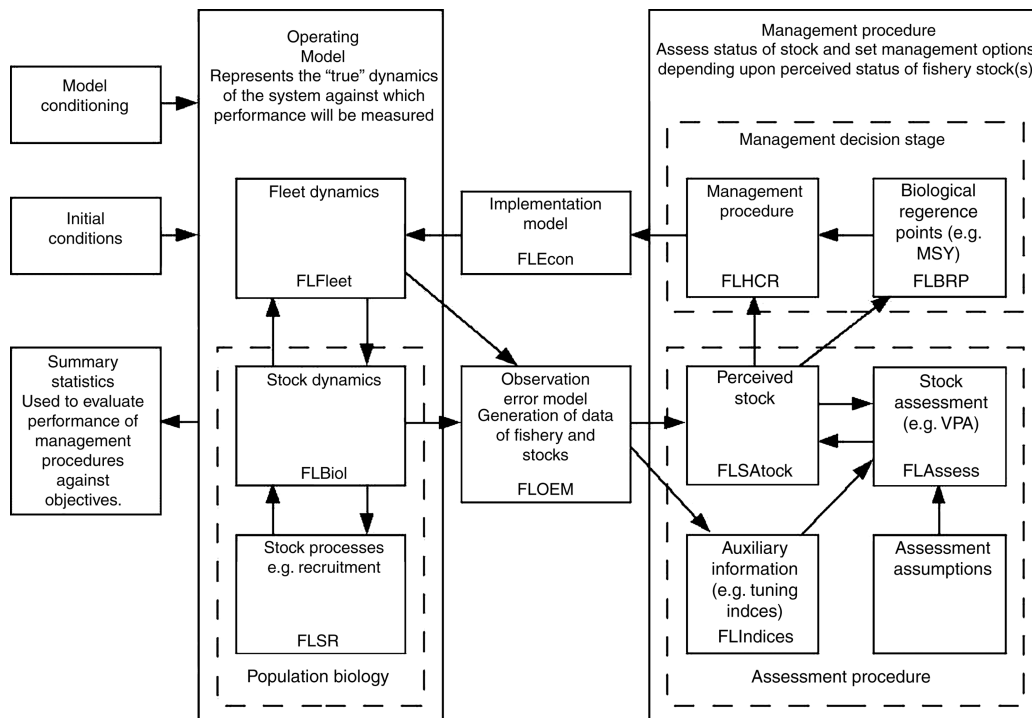 Model
conditioning
Initial
conditions
Summary
statistics
Used to evaluate
performance of
management
procedures
against
objectives.
Operating
Model
Represents the “true” dynamics
of the system against which
performance will be measured
Fleet dynamics
FLFleet
Stock dynamics
FLBiol
Stock processes
e.g. recruitment
FLSR
Population biology
Implementation
model
FLEcon
Observation
error model
Generation of data
of fishery and
stocks
FLOEM
Management procedure
Assess status of stock and set management options
depending upon perceived status of fishery stock(s)
Management decision stage
Management
procedure
FLHCR
Biological
regerence
points (e.g.
MSY)
FLBRP
Perceived
stock
FLSAtock
Stock
assessment
(e.g. VPA)
FLAssess
Auxiliary
information
(e.g. tuning
indces)
FLIndices
Assessment
assumptions
Assessment procedure